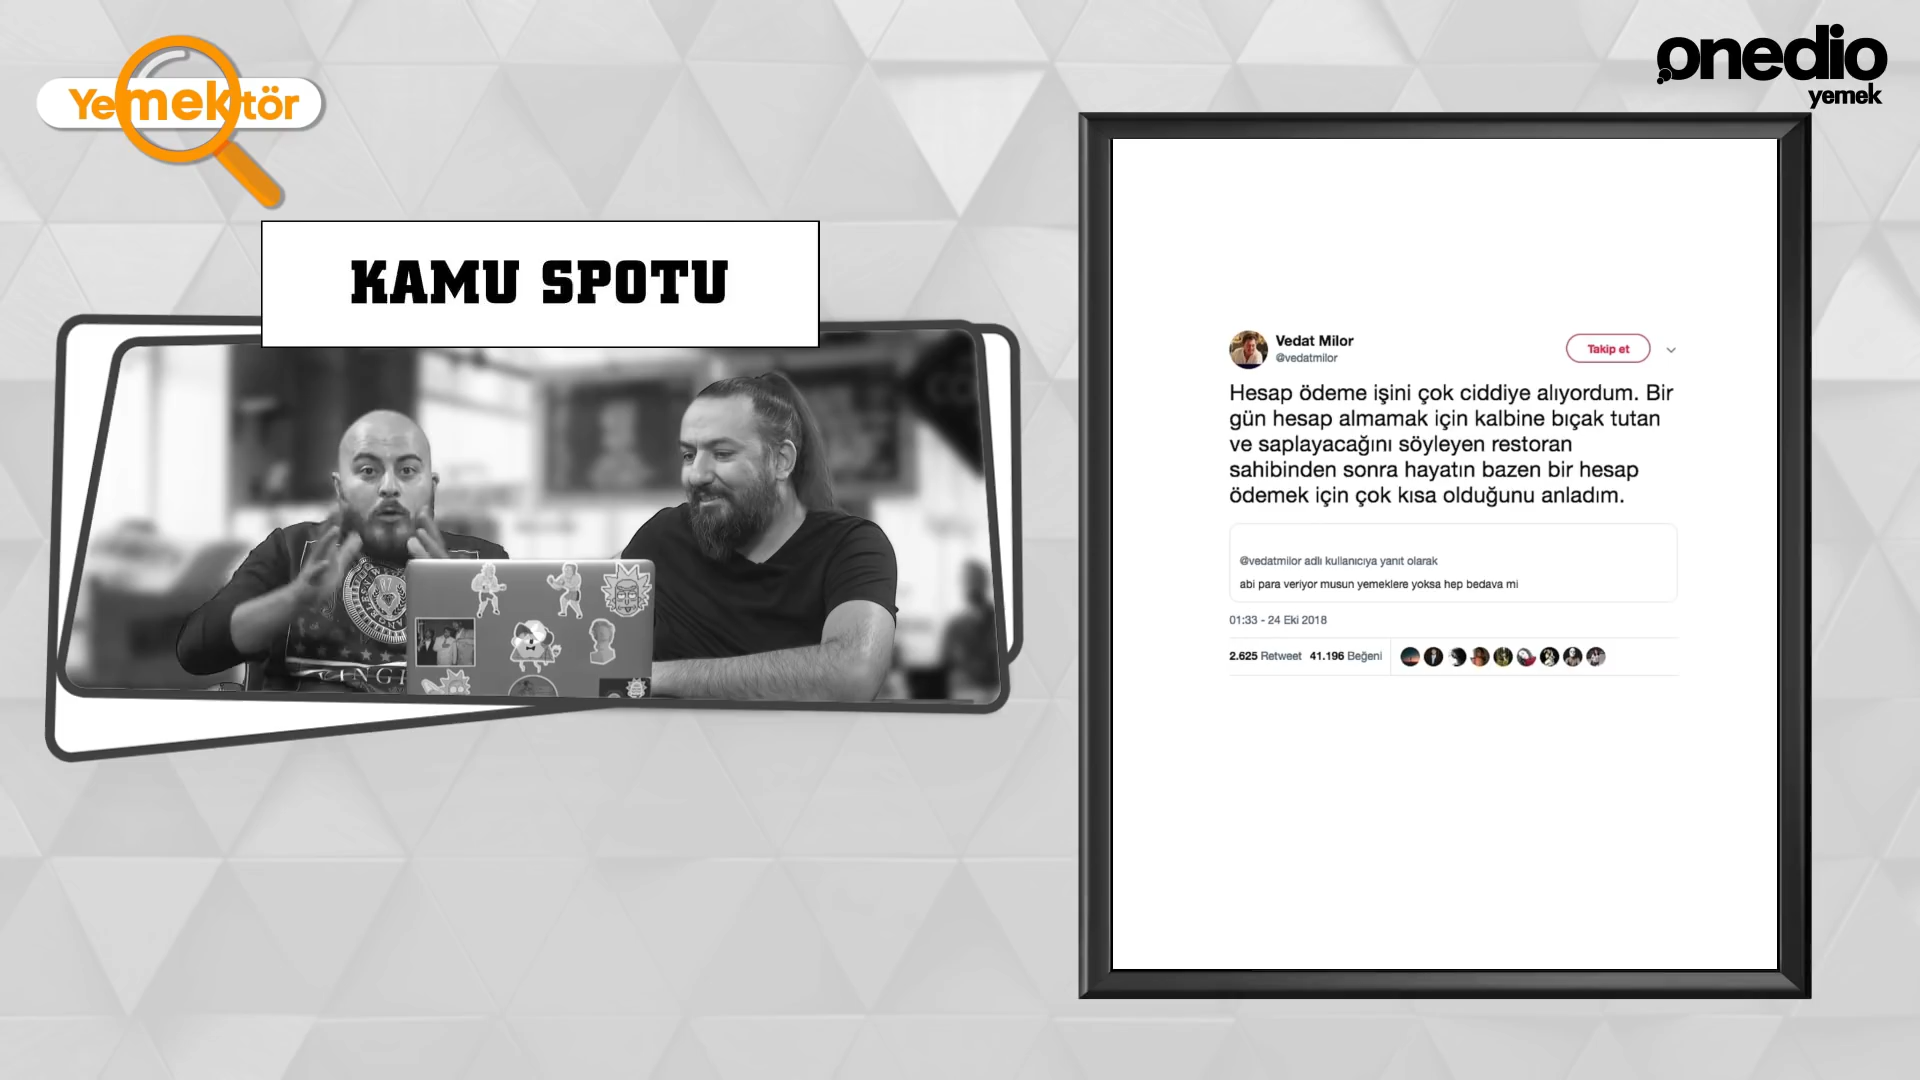 Yemektör
onedio
yemek
KAMU SPOTU
Vedat Milor
@vedatmilor
Takip et
Hesap ödeme işini çok ciddiye alıyordum. Bir
gün hesap almamak için kalbine bıçak tutan
ve saplayacağını söyleyen restoran
sahibinden sonra hayatın bazen bir hesap
ödemek için çok kısa olduğunu anladım.
@vedatmilor adlı kullanıcıya yanıt olarak
abi para veriyor musun yemeklere yoksa hep bedava mi
01:33 - 24 Eki 2018
2.625 Retweet 41.196 Beğeni